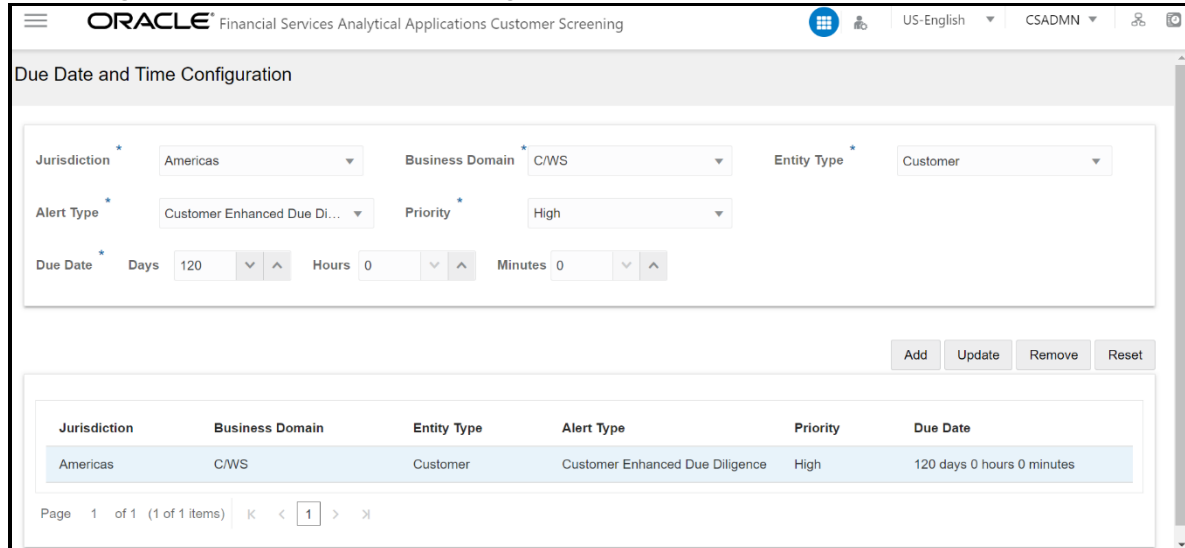 ORACLE® Financial Services Analytical Applications Customer Screening US-English CSADMN
Due Date and Time Configuration
Jurisdiction * Americas Business Domain * C/WS Entity Type * Customer
Alert Type * Customer Enhanced Due Di... Priority * High
Due Date * Days 120 Hours 0 Minutes 0
Add Update Remove Reset
Jurisdiction Business Domain Entity Type Alert Type Priority Due Date
Americas C/WS Customer Customer Enhanced Due Diligence High 120 days 0 hours 0 minutes
Page 1 of 1 (1 of 1 items) K < 1 > >|